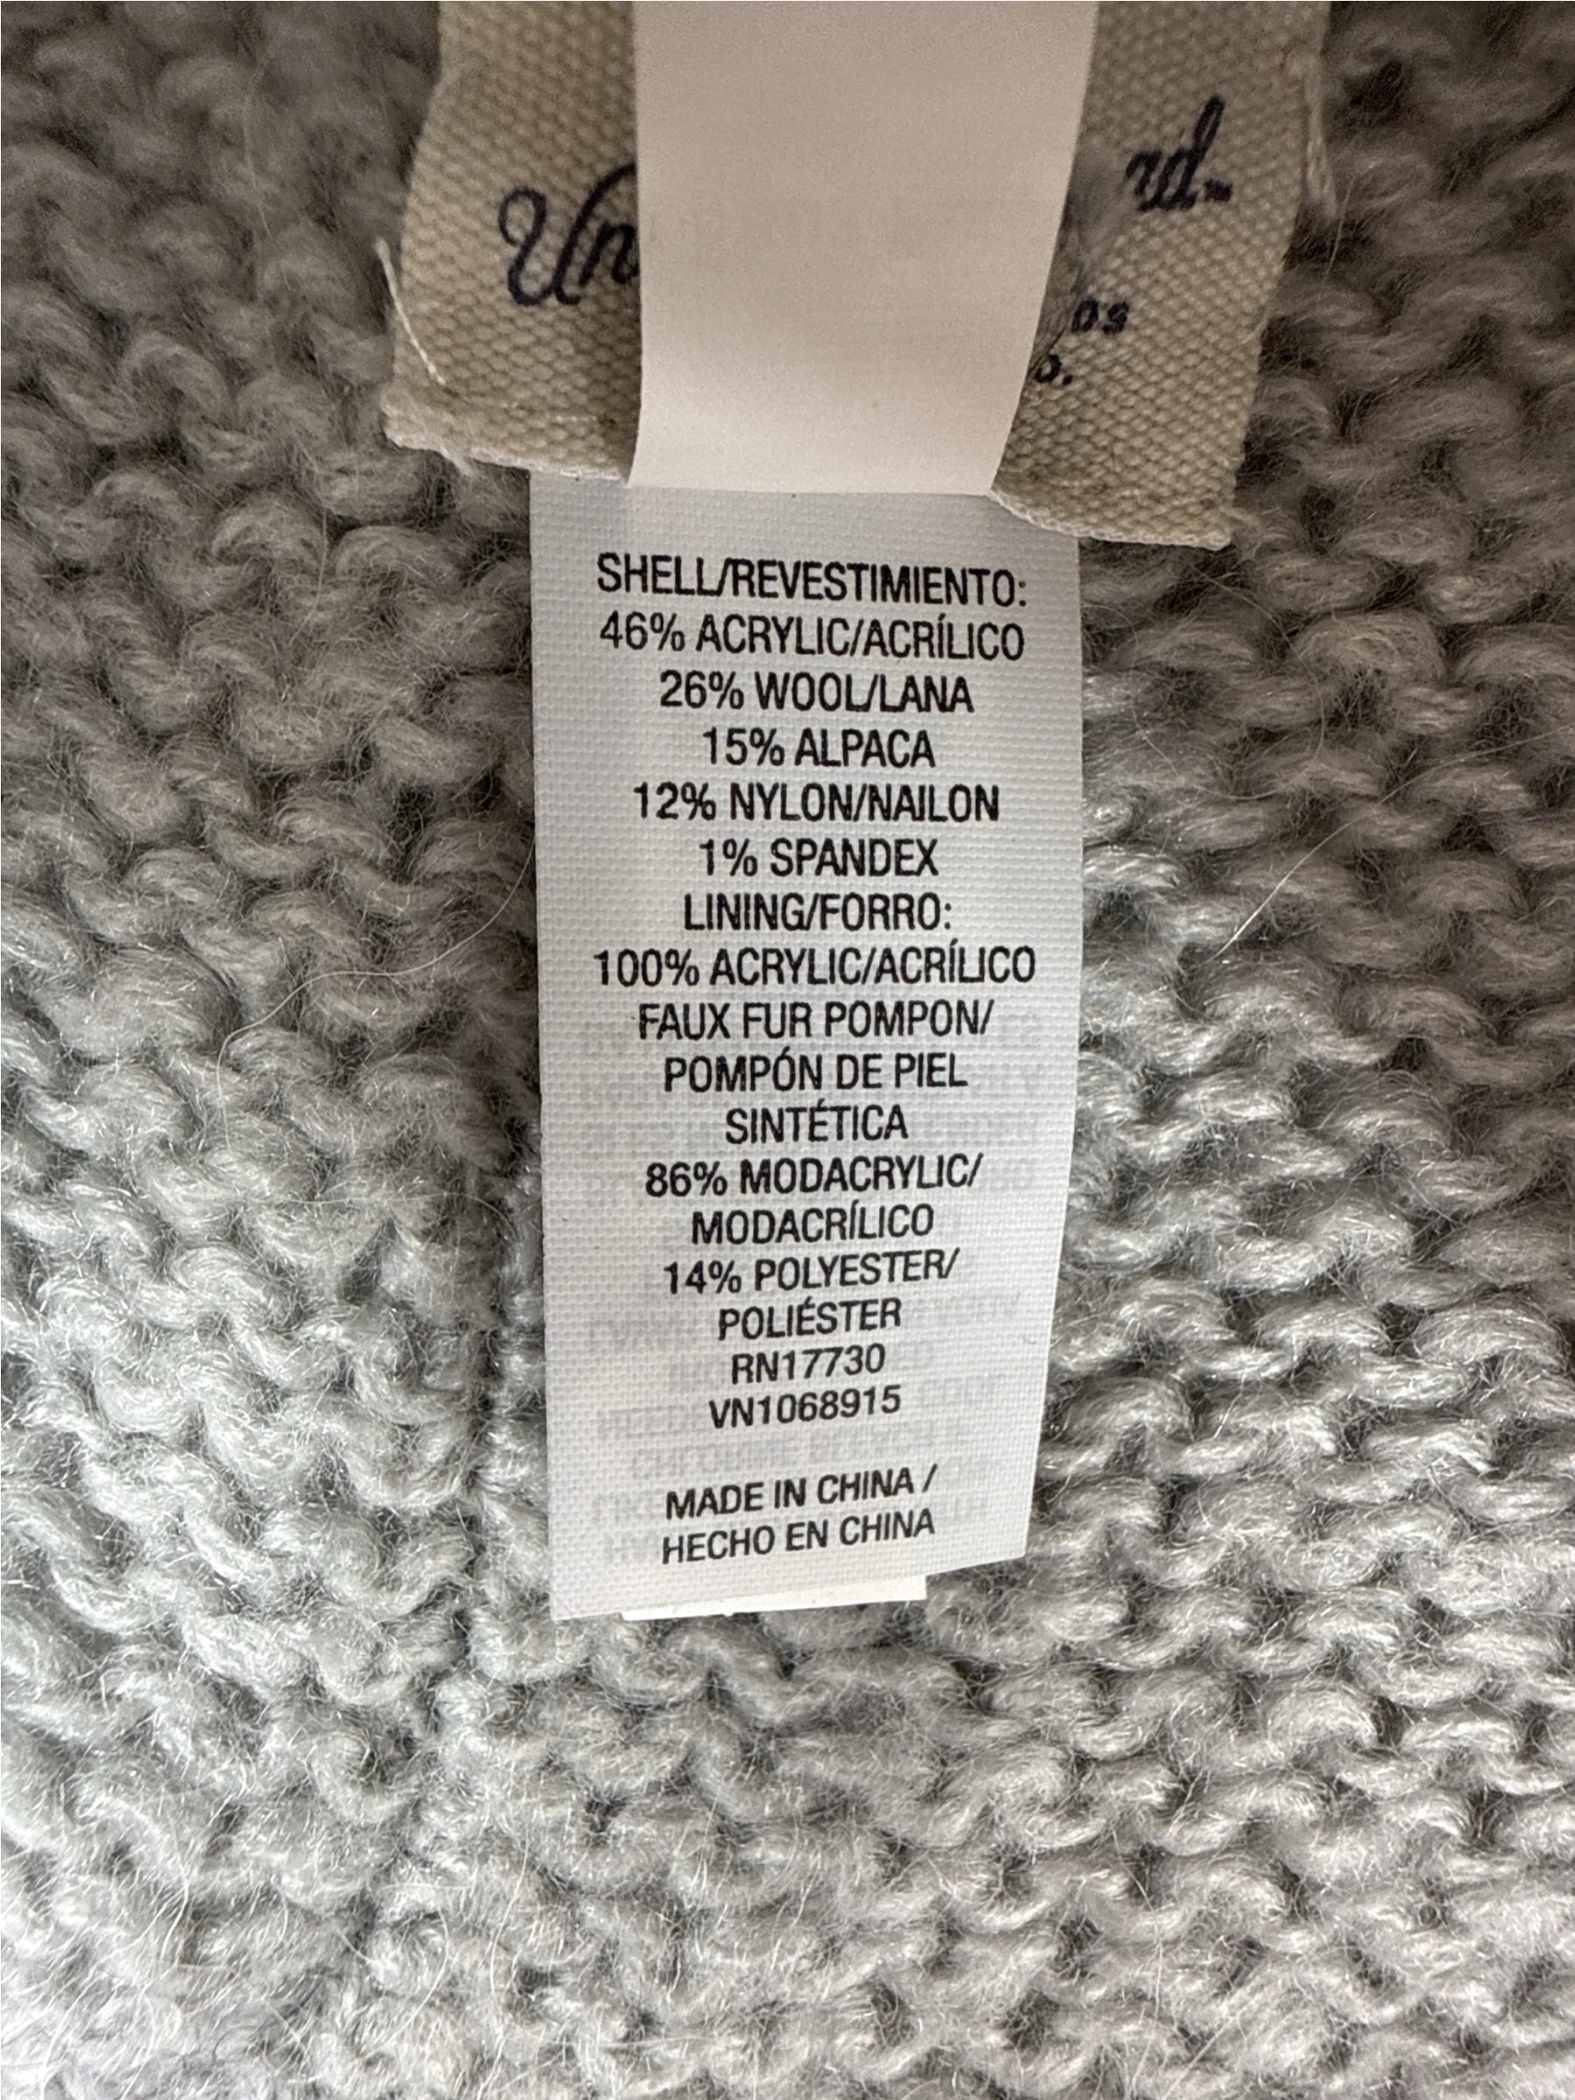 SHELL/REVESTIMIENTO:
46% ACRYLIC/ACRÍLICO
26% WOOL/LANA
15% ALPACA
12% NYLON/NAILON
1% SPANDEX
LINING/FORRO:
100% ACRYLIC/ACRÍLICO
FAUX FUR POMPON/
POMPÓN DE PIEL
SINTÉTICA
86% MODACRYLIC/
MODACRÍLICO
14% POLYESTER/
POLIÉSTER
RN17730
VN1068915
MADE IN CHINA /
HECHO EN CHINA